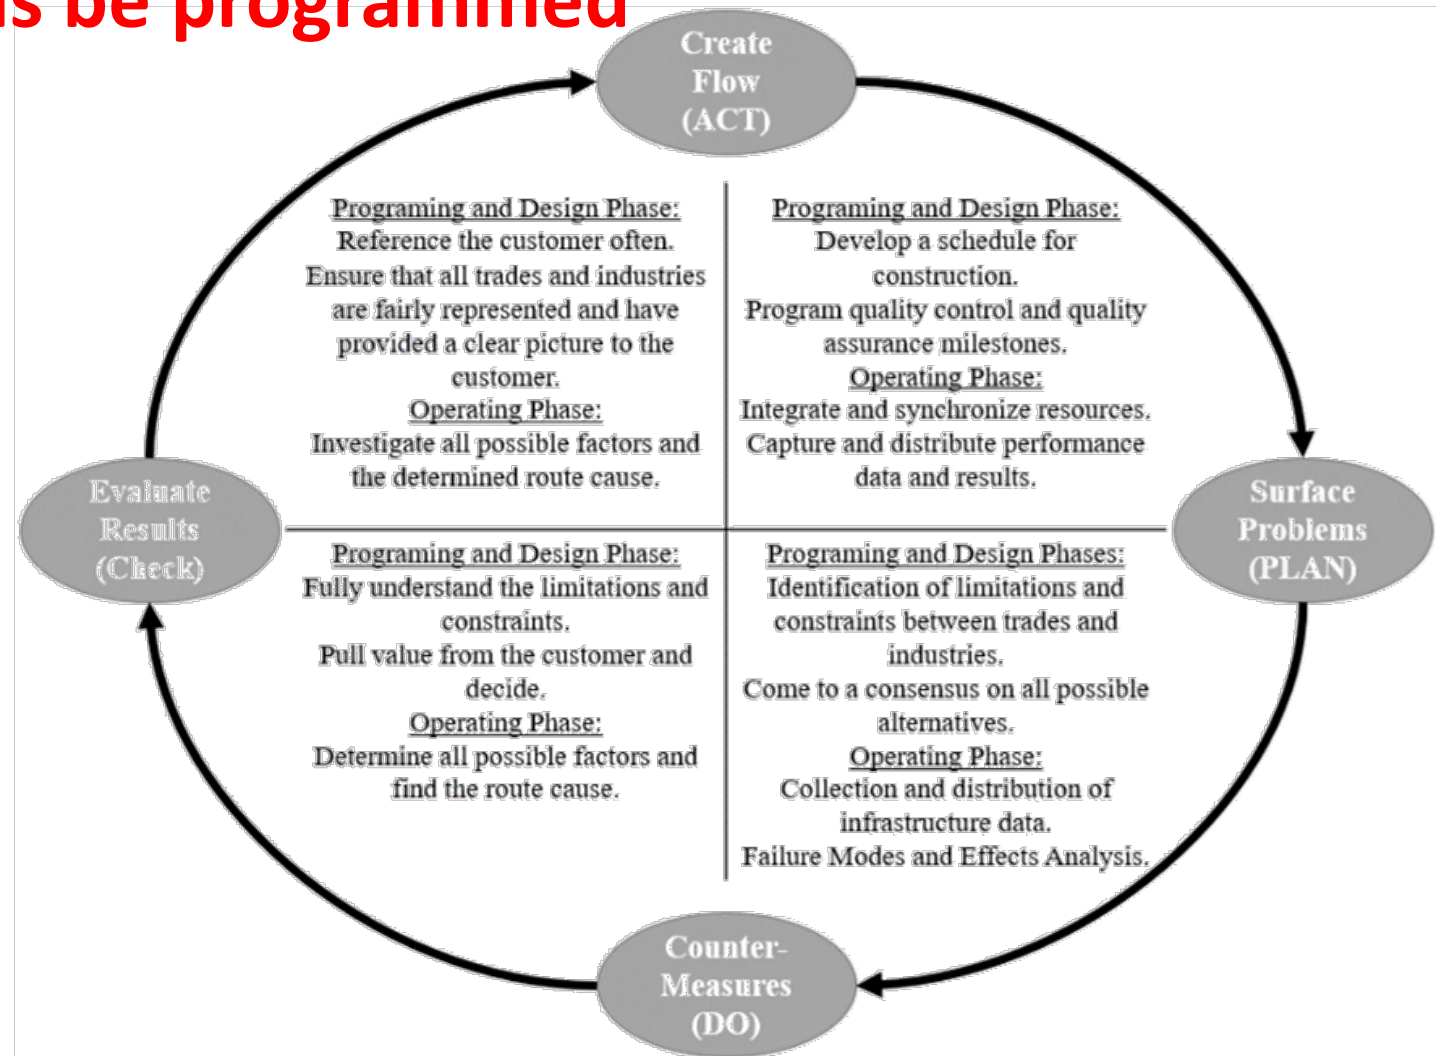 be programmed
Create
Flow
(ACT)
Programing and Design Phase:
Reference the customer often.
Ensure that all trades and industries
are fairly represented and have
provided a clear picture to the
customer.
Operating Phase:
Investigate all possible factors and
the determined route cause.
Programing and Design Phase:
Develop a schedule for
construction.
Program quality control and quality
assurance milestones.
Operating Phase:
Integrate and synchronize resources.
Capture and distribute performance
data and results.
Evaluate
Results
(Check)
Surface
Problems
(PLAN)
Programing and Design Phase:
Fully understand the limitations and
constraints.
Pull value from the customer and
decide.
Operating Phase:
Determine all possible factors and
find the route cause.
Programing and Design Phases:
Identification of limitations and
constraints between trades and
industries.
Come to a consensus on all possible
alternatives.
Operating Phase:
Collection and distribution of
infrastructure data.
Failure Modes and Effects Analysis.
Counter-
Measures
(DO)